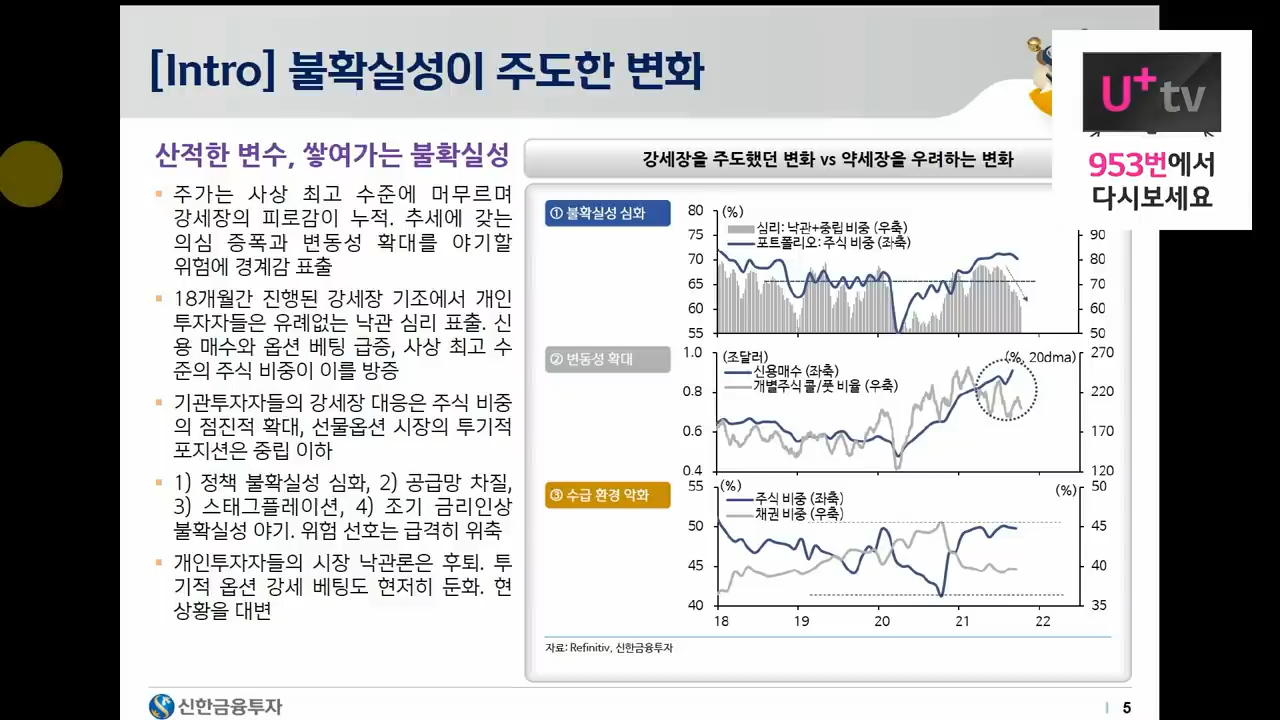 [Intro] 불확실성이 주도한 변화
U+ tv
953번에서
다시보세요
산적한 변수, 쌓여가는 불확실성
주가는 사상 최고 수준에 머무르며
강세장의 피로감이 누적. 추세에 갖는
의심 증폭과 변동성 확대를 야기할
위험에 경계감 표출
18개월간 진행된 강세장 기조에서 개인
투자자들은 유례없는 낙관 심리 표출. 신
용 매수와 옵션 베팅 급증, 사상 최고 수
준의 주식 비중이 이를 방증
기관투자자들의 강세장 대응은 주식 비중
의 점진적 확대, 선물옵션 시장의 투기적
포지션은 중립 이하
1) 정책 불확실성 심화, 2) 공급망 차질,
3) 스태그플레이션, 4) 조기 금리인상
불확실성 야기. 위험 선호는 급격히 위축
개인투자자들의 시장 낙관론은 후퇴. 투
기적 옵션 강세 베팅도 현저히 둔화. 현
상황을 대변
강세장을 주도했던 변화 vs 약세장을 우려하는 변화
① 불확실성 심화
80 (%)
심리: 낙관+중립 비중 (우축)
75 90
포트폴리오: 주식 비중 (좌축)
70 80
65 70
60 60
55 50
② 변동성 확대
1.0 (조달러) (%, 20dma) 270
신용매수 (좌축)
개별주식 콜/풋 비율 (우축)
0.8 220
0.6 170
0.4 120
③ 수급 환경 악화
55 (%) (%) 50
주식 비중 (좌축)
채권 비중 (우축)
50 45
45 40
40 35
18 19 20 21 22
자료: Refinitiv, 신한금융투자
신한금융투자
5